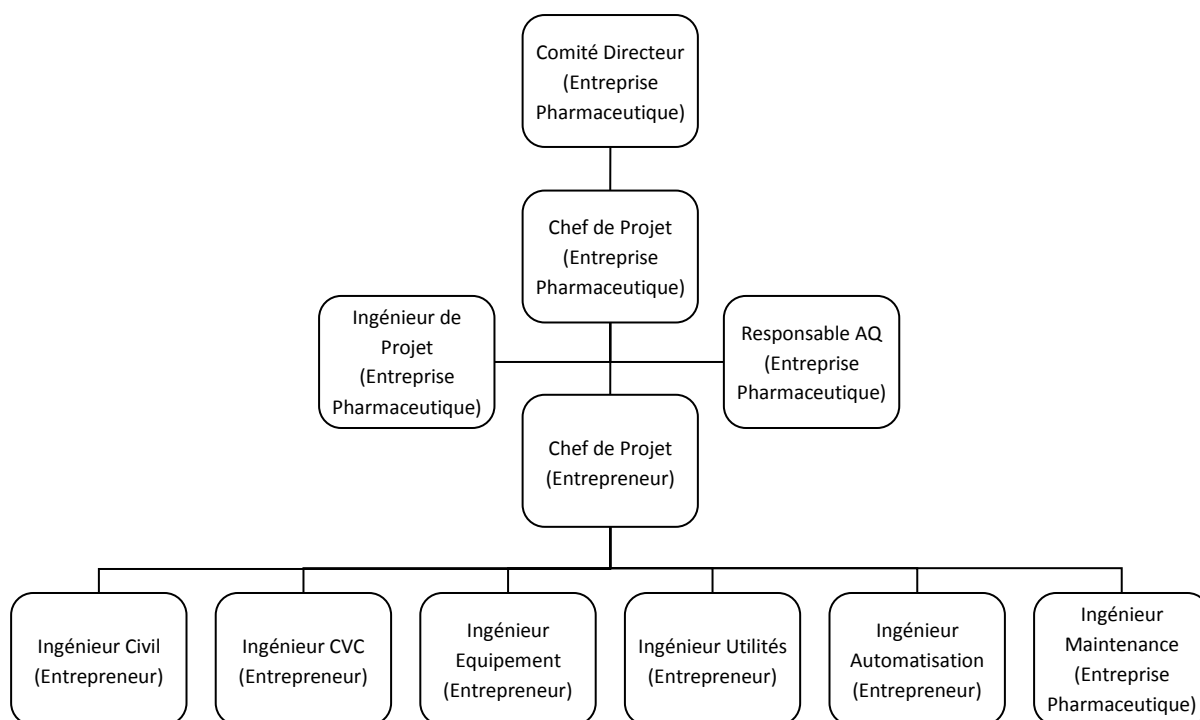 Comité Directeur
(Entreprise
Pharmaceutique)
Chef de Projet
(Entreprise
Pharmaceutique)
Ingénieur de
Projet
(Entreprise
Pharmaceutique)
Responsable AQ
(Entreprise
Pharmaceutique)
Chef de Projet
(Entrepreneur)
Ingénieur Civil
(Entrepreneur)
Ingénieur CVC
(Entrepreneur)
Ingénieur
Equipement
(Entrepreneur)
Ingénieur Utilités
(Entrepreneur)
Ingénieur
Automatisation
(Entrepreneur)
Ingénieur
Maintenance
(Entreprise
Pharmaceutique)